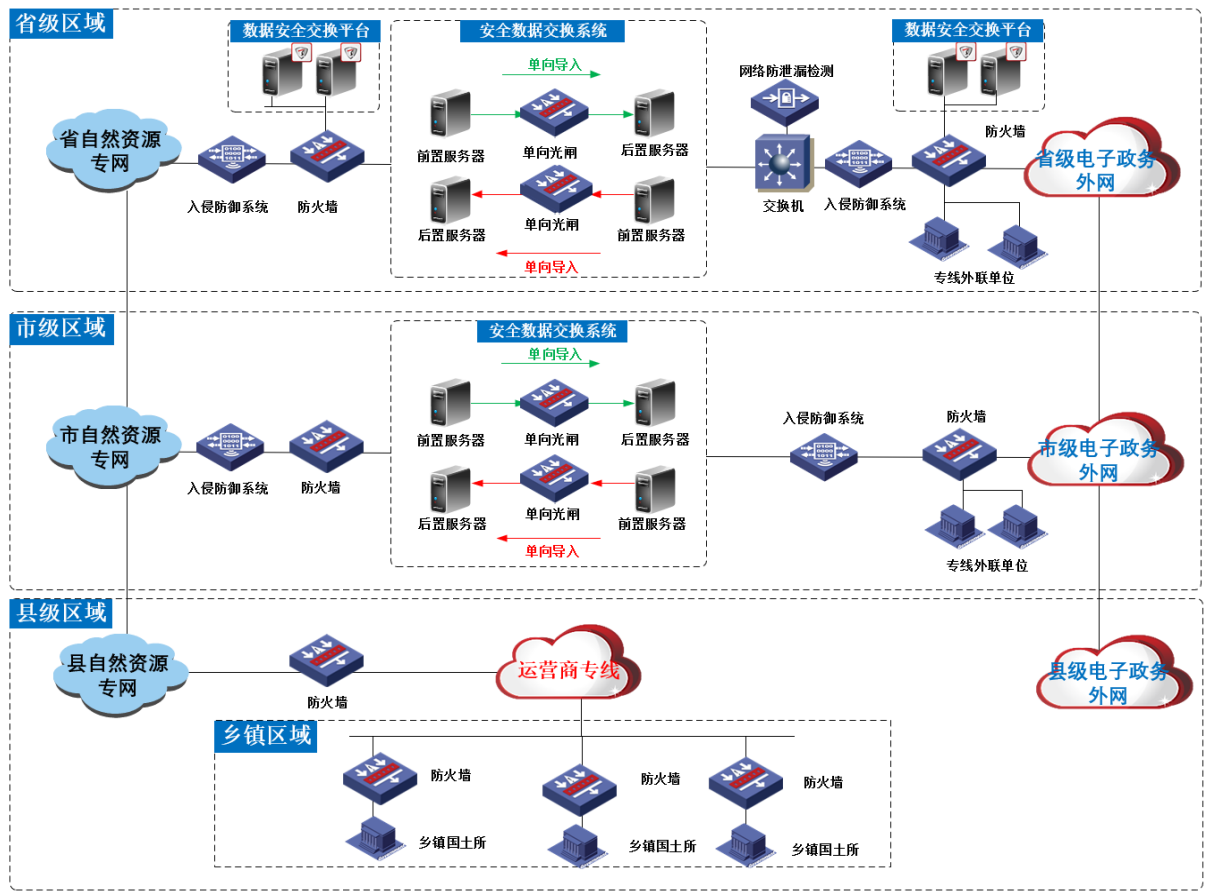 省级区域
数据安全交换平台
安全数据交换系统
数据安全交换平台
单向导入
网络防泄漏检测
省自然资源
专网
前置服务器
单向光闸
后置服务器
防火墙
省级电子政务
外网
入侵防御系统
防火墙
后置服务器
单向光闸
前置服务器
交换机
入侵防御系统
单向导入
专线外联单位
市级区域
安全数据交换系统
单向导入
市自然资源
专网
前置服务器
单向光闸
后置服务器
入侵防御系统
防火墙
市级电子政务
外网
入侵防御系统
防火墙
后置服务器
单向光闸
前置服务器
单向导入
专线外联单位
县级区域
县自然资源
专网
防火墙
运营商专线
县级电子政务
外网
乡镇区域
防火墙
防火墙
防火墙
乡镇国土所
乡镇国土所
乡镇国土所
0100
0000
1011
0100
0000
1011
0100
0000
1011
0100
0000
1011